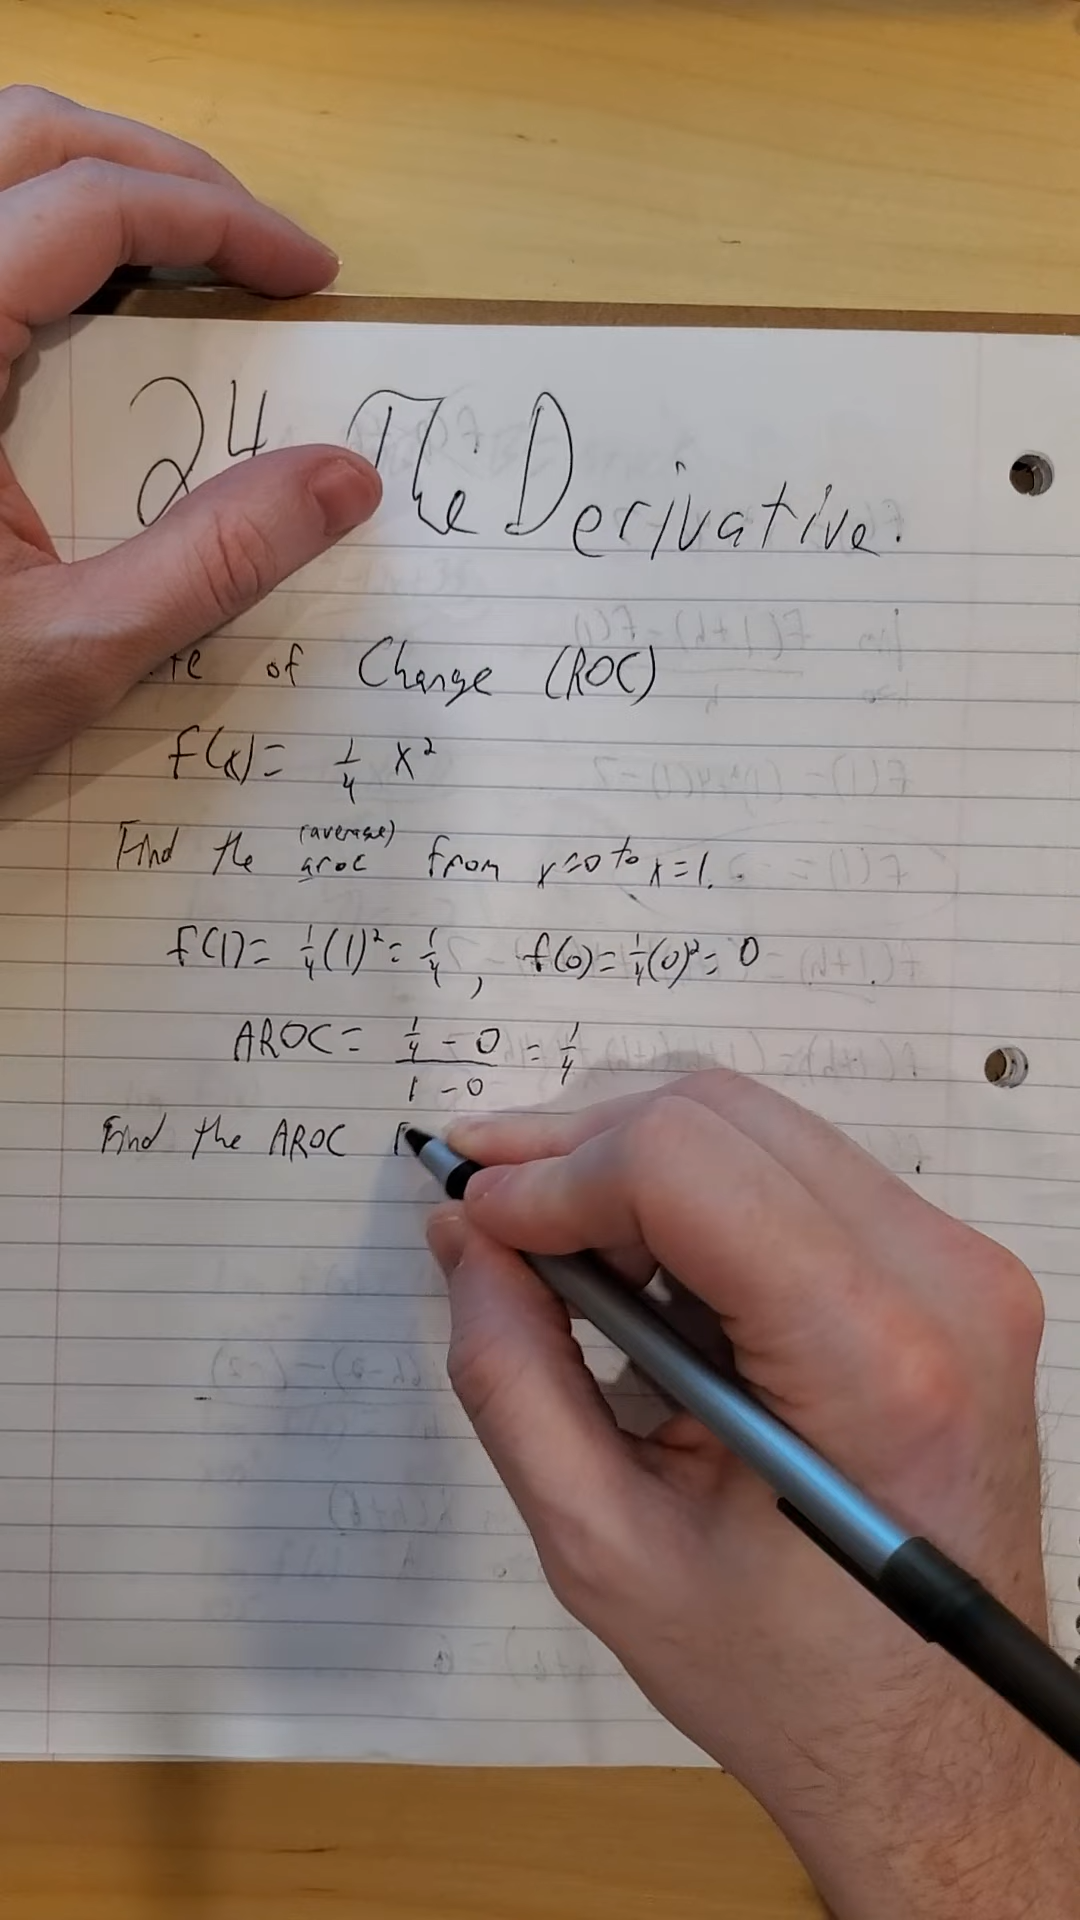 24 The Derivative.
of Change (ROC)
f(x) = 1/4 x²
(average)
Find the aroc from x=0 to x=1.
f(1) = 1/4(1)² = 1/4, f(0) = 1/4(0)² = 0
AROC = (1/4 - 0)/(1 - 0) = 1/4
Find the AROC